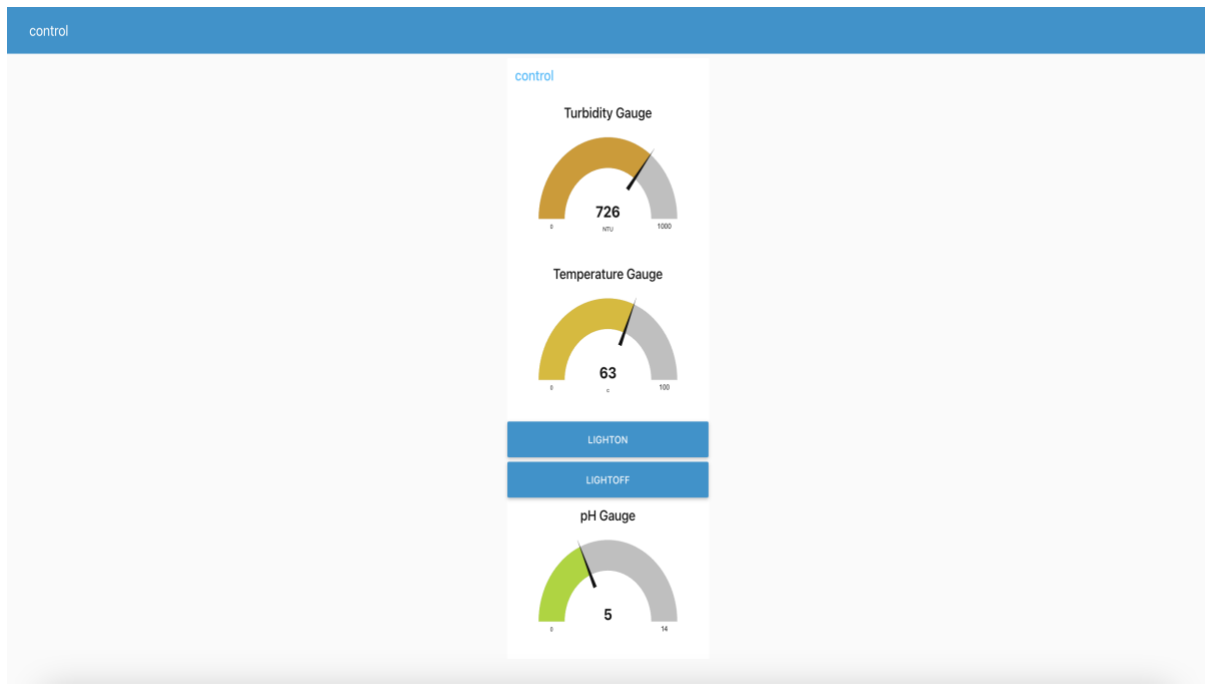 control
control
Turbidity Gauge
726
NTU
0
1000
Temperature Gauge
63
c
0
100
LIGHTON
LIGHTOFF
pH Gauge
5
0
14